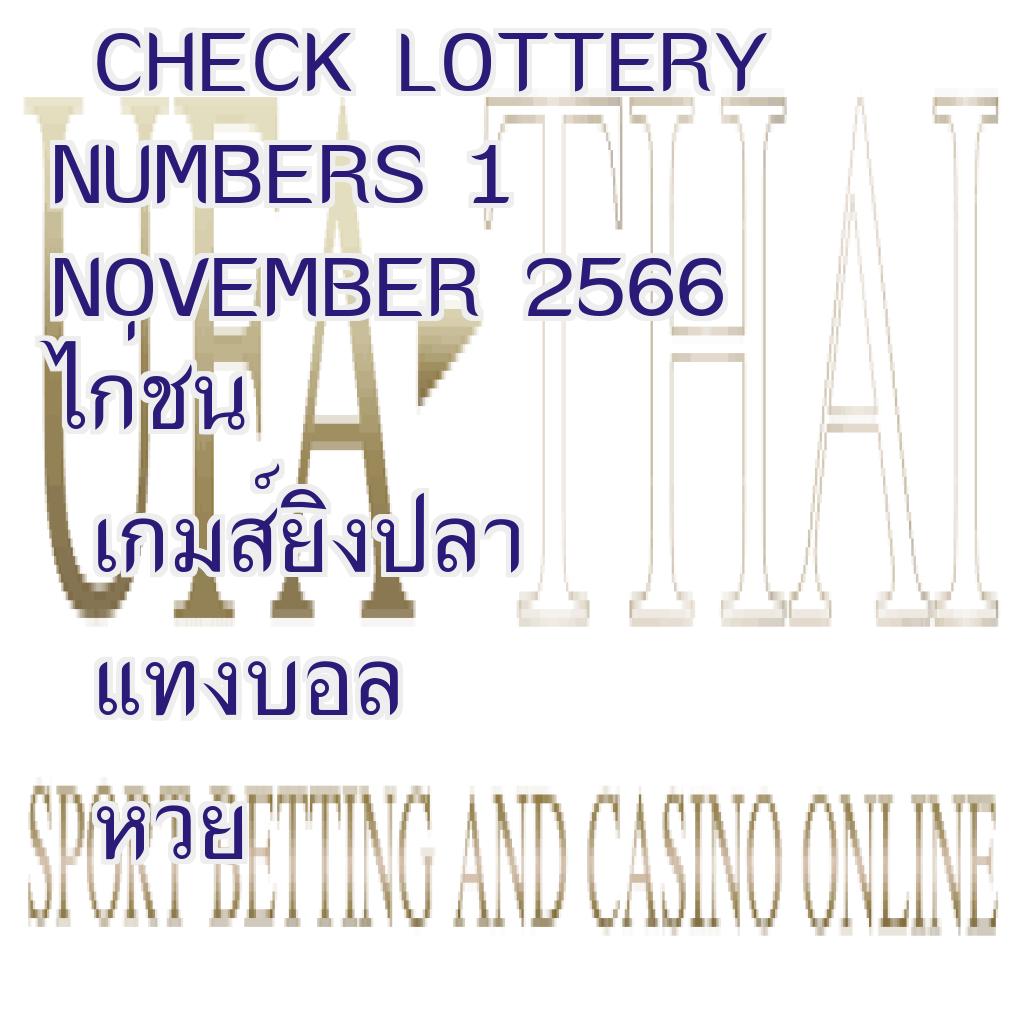 CHECK LOTTERY
NUMBERS 1
NOVEMBER 2566
ไก่ชน
เกมส์ยิงปลา
แทงบอล
หวย
UFA THAI
SPORT BETTING AND CASINO ONLINE